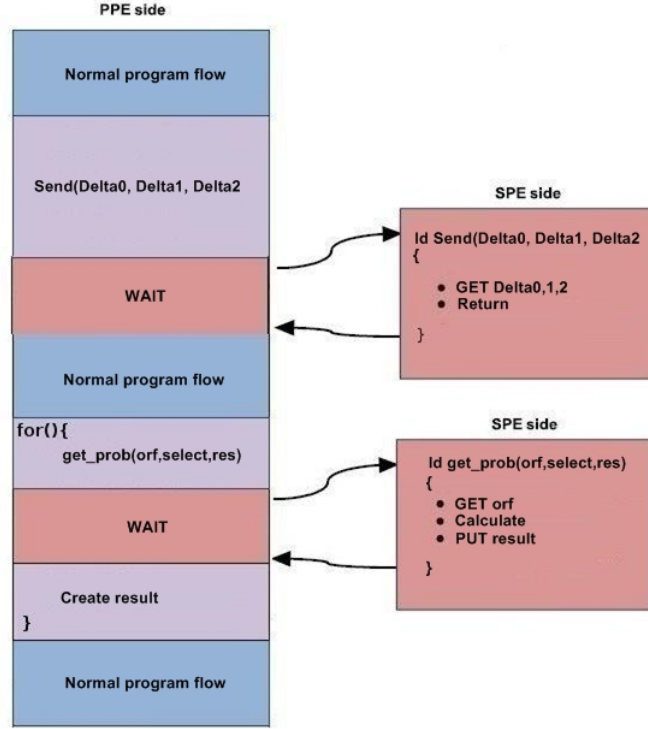 PPE side
Normal program flow
Send(Delta0, Delta1, Delta2
WAIT
Normal program flow
for(){
get_prob(orf,select,res)
WAIT
Create result
}
Normal program flow
SPE side
ld Send(Delta0, Delta1, Delta2
{
● GET Delta0,1,2
● Return
}
SPE side
ld get_prob(orf,select,res)
{
● GET orf
● Calculate
● PUT result
}